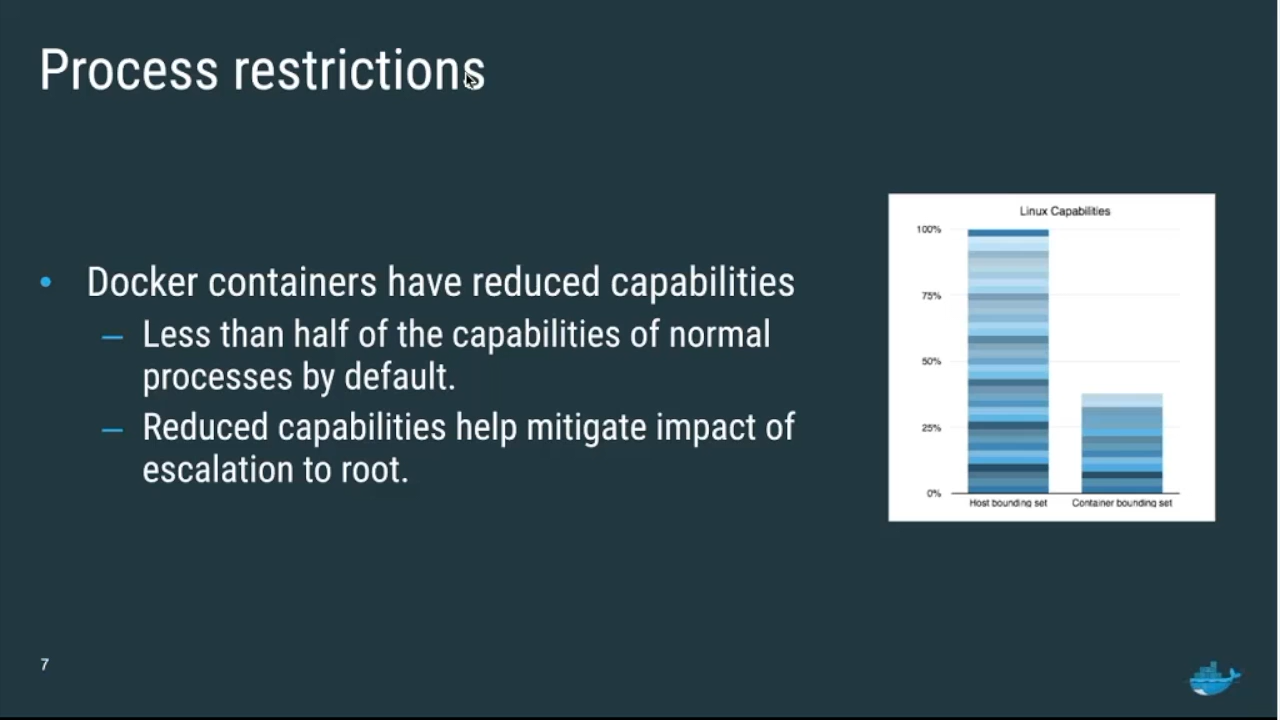 Process restrictions
• Docker containers have reduced capabilities
– Less than half of the capabilities of normal
processes by default.
– Reduced capabilities help mitigate impact of
escalation to root.
Linux Capabilities
100%
75%
50%
25%
0%
Host bounding set
Container bounding set
7